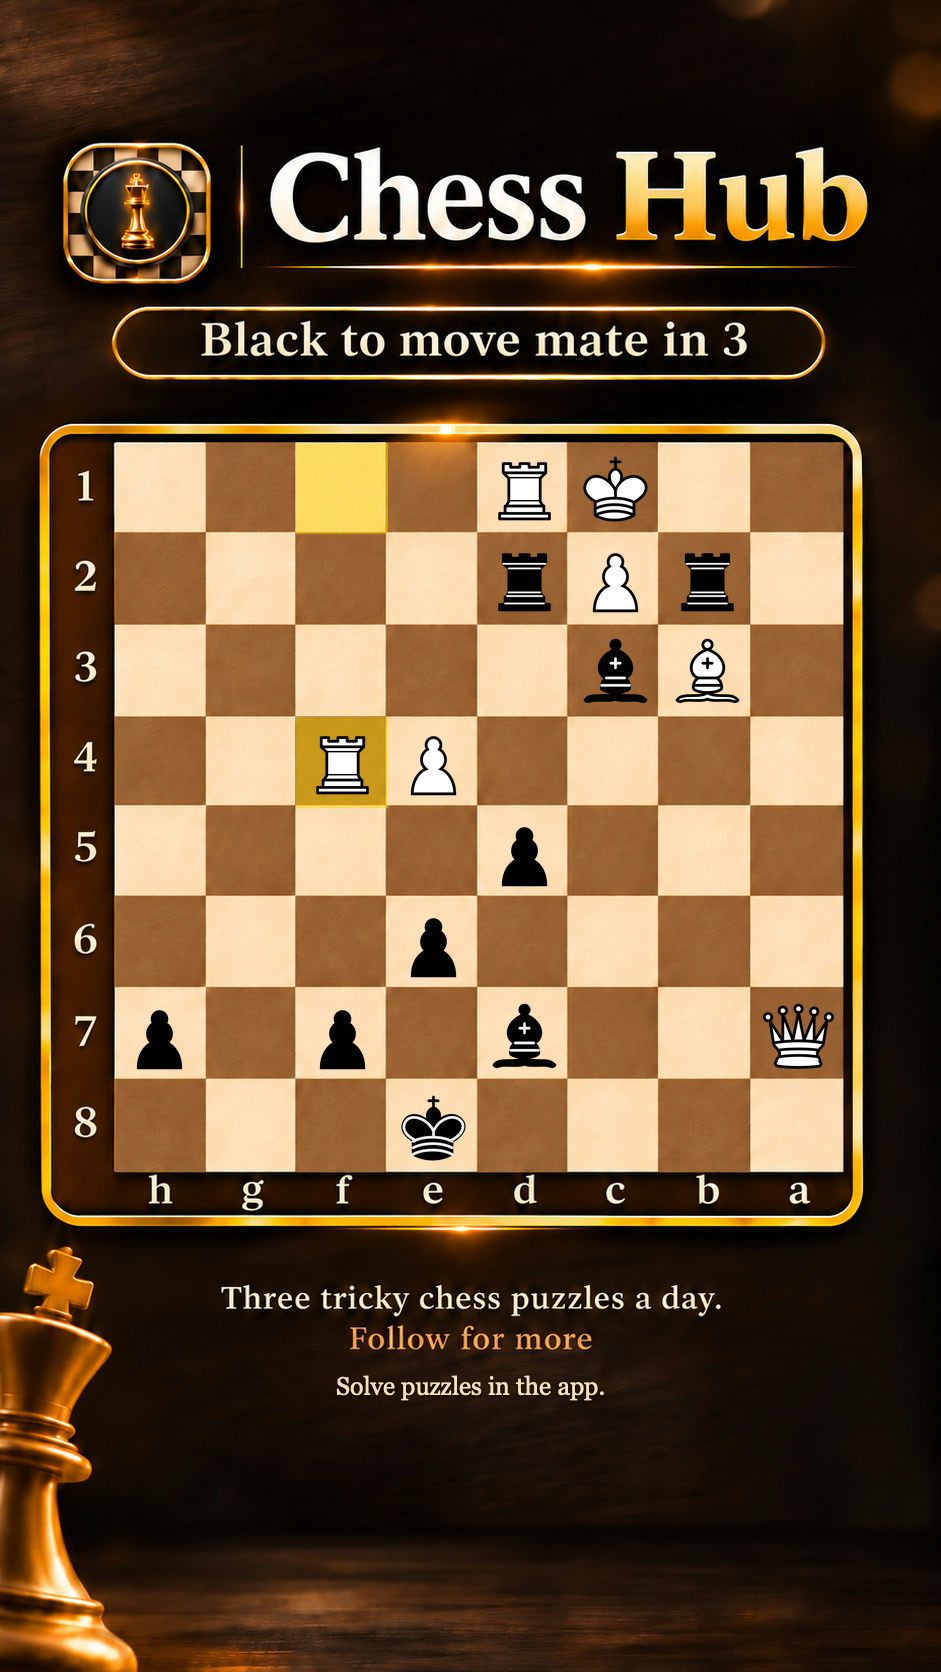 Chess Hub
Black to move mate in 3
1
2
3
4
5
6
7
8
h g f e d c b a
Three tricky chess puzzles a day.
Follow for more
Solve puzzles in the app.